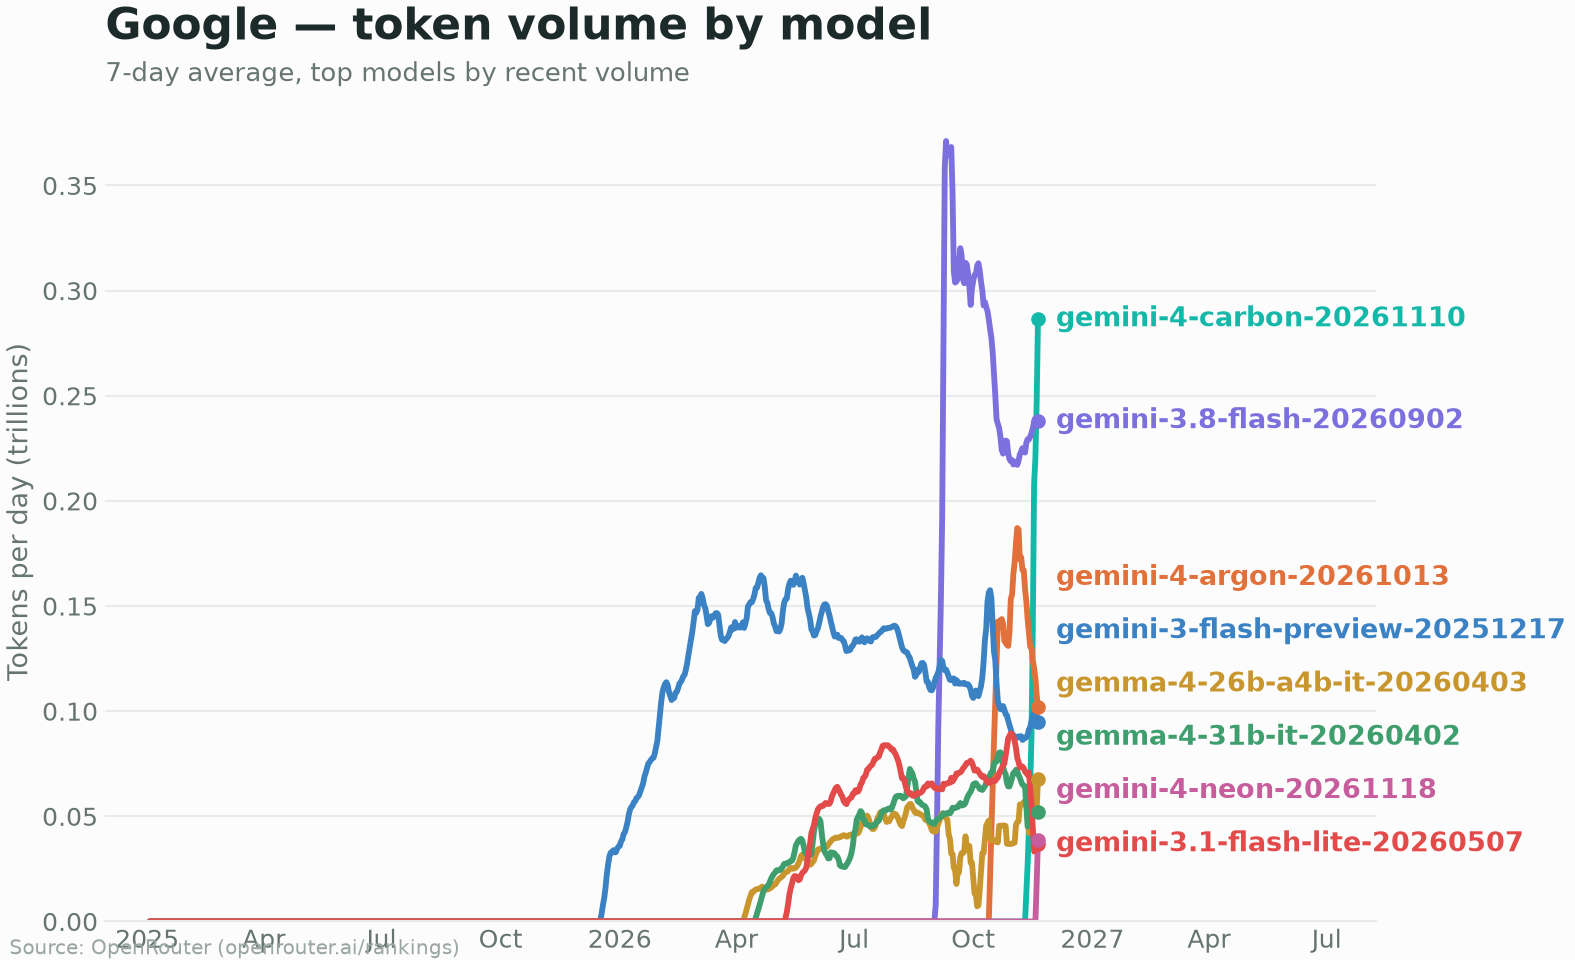 Google — token volume by model
7-day average, top models by recent volume
Tokens per day (trillions)
0.35
0.30
0.25
0.20
0.15
0.10
0.05
0.00
gemini-4-carbon-20261110
gemini-3.8-flash-20260902
gemini-4-argon-20261013
gemini-3-flash-preview-20251217
gemma-4-26b-a4b-it-20260403
gemma-4-31b-it-20260402
gemini-4-neon-20261118
gemini-3.1-flash-lite-20260507
2025 Apr Jul Oct 2026 Apr Jul Oct 2027 Apr Jul
Source: OpenRouter (openrouter.ai/rankings)